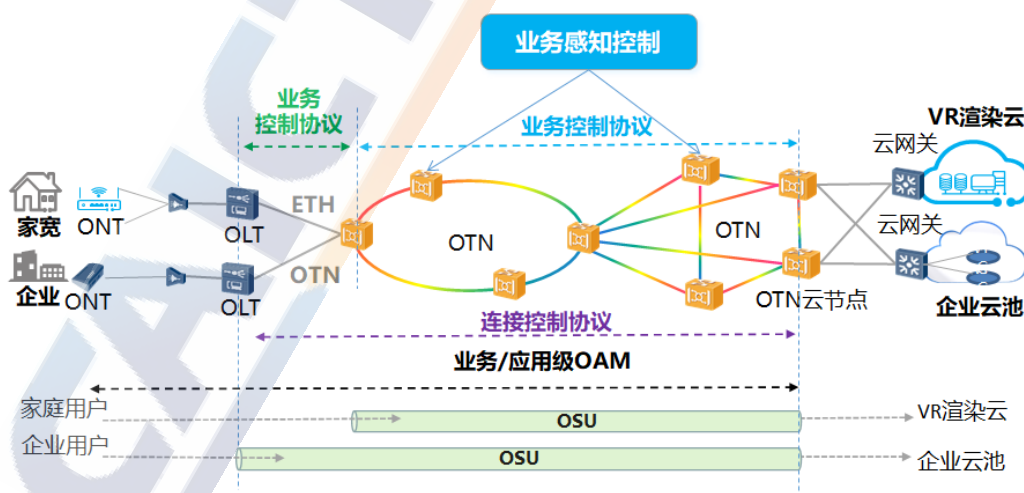 业务感知控制
业务
控制协议
业务控制协议
VR渲染云
云网关
家宽
ONT
OLT
ETH
OTN
OTN
OTN
云网关
企业
ONT
OLT
OTN云节点
企业云池
连接控制协议
业务/应用级OAM
家庭用户
OSU
VR渲染云
企业用户
OSU
企业云池
CAICT